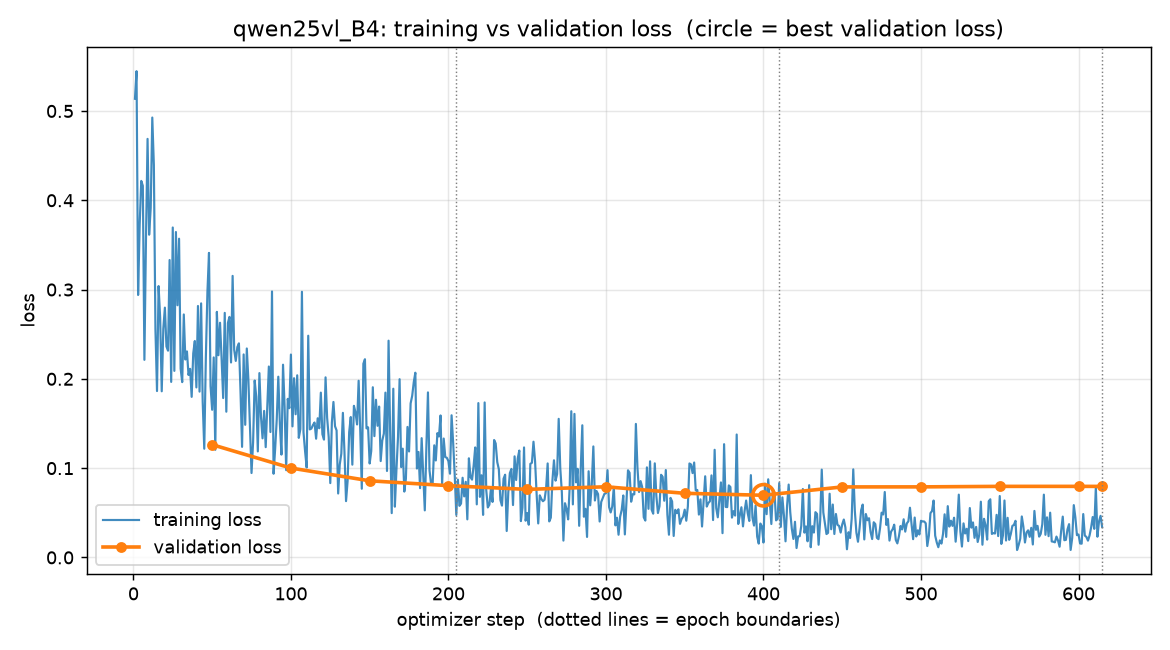 qwen25vl_B4: training vs validation loss  (circle = best validation loss)
loss
0.5
0.4
0.3
0.2
0.1
0.0
training loss
validation loss
0 100 200 300 400 500 600
optimizer step  (dotted lines = epoch boundaries)